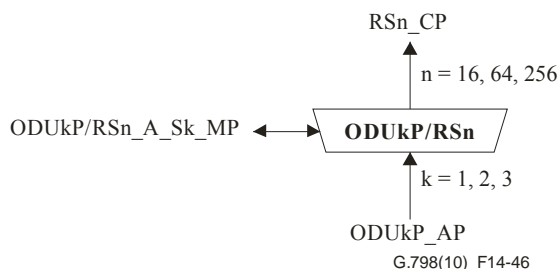 RSn_CP
n = 16, 64, 256
ODUkP/RSn_A_Sk_MP
ODUkP/RSn
k = 1, 2, 3
ODUkP_AP
G.798(10)_F14-46